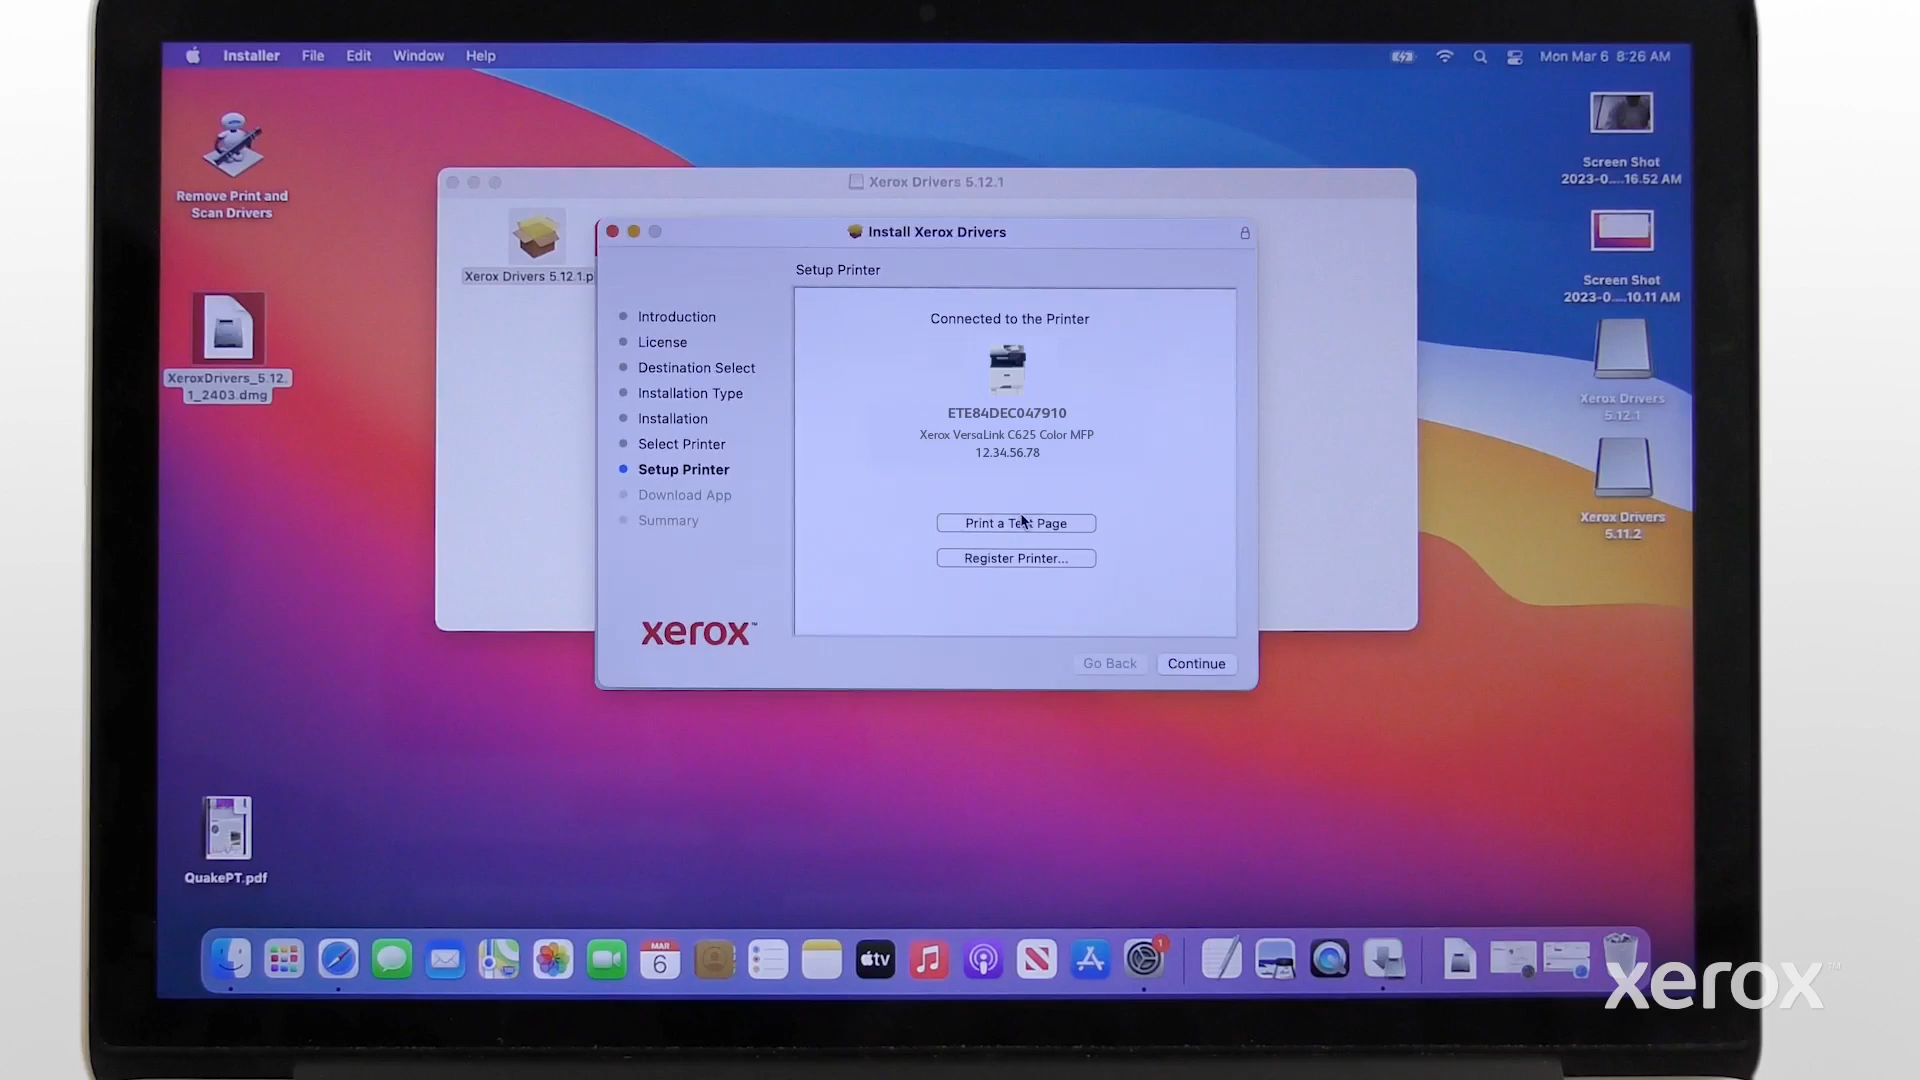 Installer File Edit Window Help
Mon Mar 6 8:26 AM
Remove Print and
Scan Drivers
XeroxDrivers_5.12.
1_2403.dmg
QuakePT.pdf
Xerox Drivers 5.12.1
Xerox Drivers 5.12.1.p
Install Xerox Drivers
Setup Printer
Introduction
License
Destination Select
Installation Type
Installation
Select Printer
Setup Printer
Download App
Summary
xerox™
Connected to the Printer
ETE84DEC047910
Xerox VersaLink C625 Color MFP
12.34.56.78
Print a Test Page
Register Printer...
Go Back
Continue
Screen Shot
2023-0....16.52 AM
Screen Shot
2023-0....10.11 AM
Xerox Drivers
5.12.1
Xerox Drivers
5.11.2
MAR
6
tv
1
xerox™